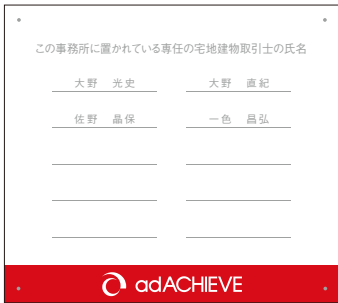 この事務所に置かれている専任の宅地建物取引士の氏名
大野 光史 大野 直紀
佐野 晶保 一色 昌弘
adACHIEVE